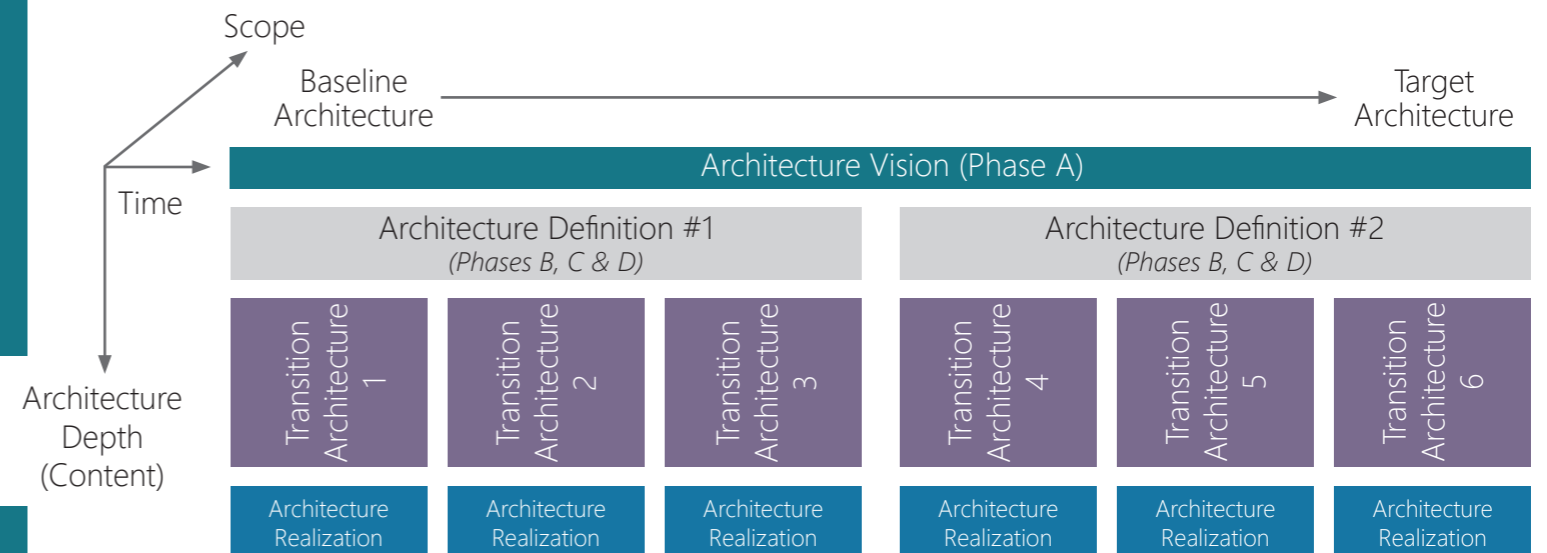 Scope
Baseline
Architecture
Target
Architecture
Architecture Vision (Phase A)
Time
Architecture Definition #1
(Phases B, C & D)
Architecture Definition #2
(Phases B, C & D)
Transition
Architecture
1
Transition
Architecture
2
Transition
Architecture
3
Transition
Architecture
4
Transition
Architecture
5
Transition
Architecture
6
Architecture
Depth
(Content)
Architecture
Realization
Architecture
Realization
Architecture
Realization
Architecture
Realization
Architecture
Realization
Architecture
Realization